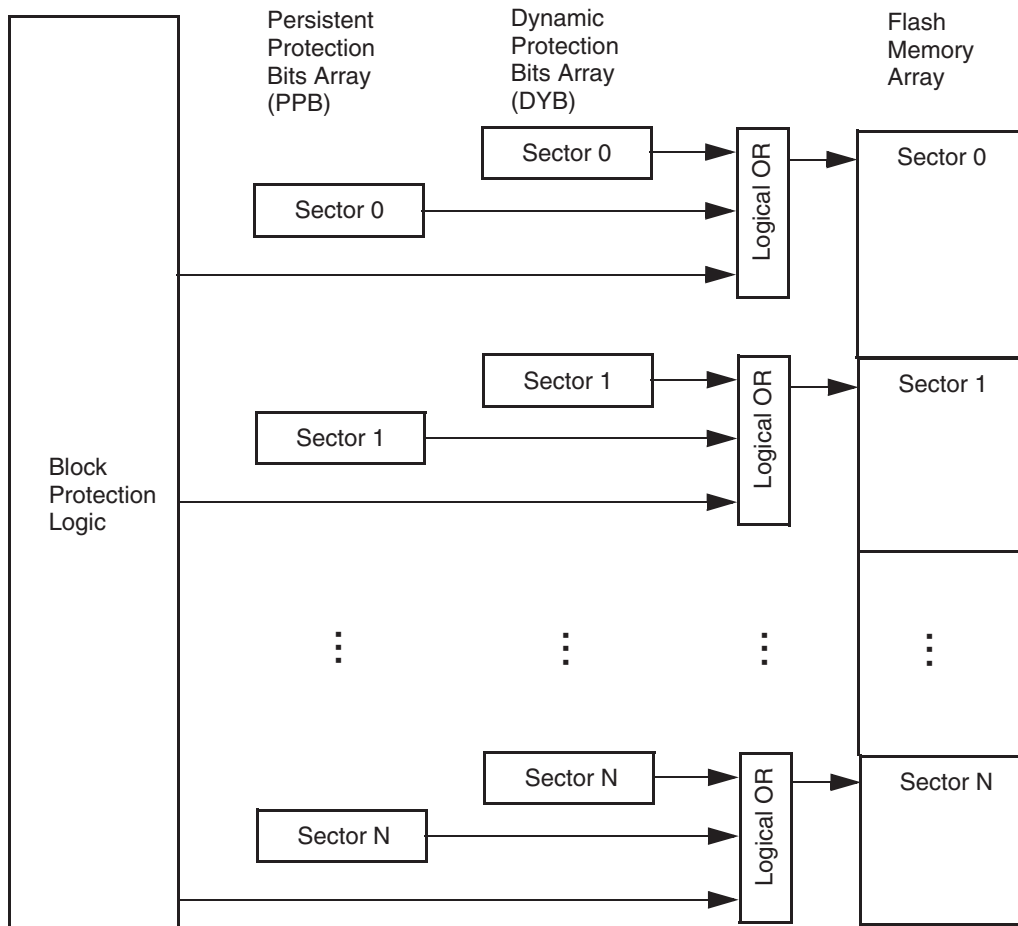 Persistent
Protection
Bits Array
(PPB)
Dynamic
Protection
Bits Array
(DYB)
Flash
Memory
Array
Sector 0
Sector 0
Logical OR
Sector 0
Sector 1
Sector 1
Logical OR
Sector 1
Block
Protection
Logic
Sector N
Sector N
Logical OR
Sector N